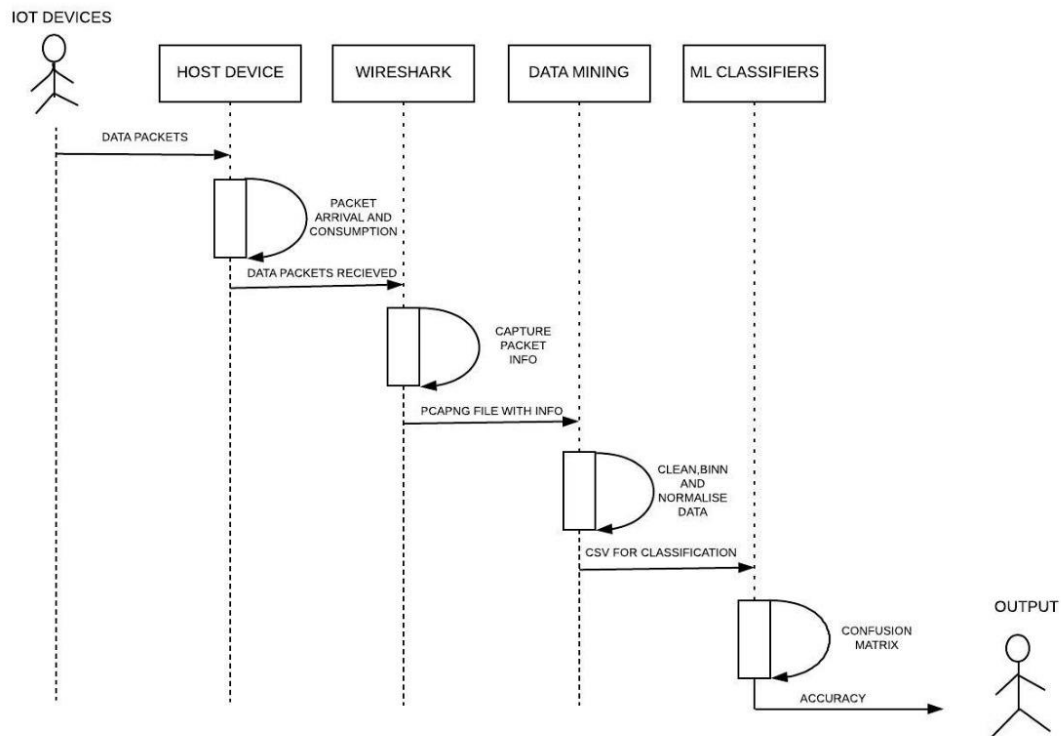 IOT DEVICES
HOST DEVICE
WIRESHARK
DATA MINING
ML CLASSIFIERS
DATA PACKETS
PACKET
ARRIVAL AND
CONSUMPTION
DATA PACKETS RECIEVED
CAPTURE
PACKET
INFO
PCAPNG FILE WITH INFO
CLEAN,BINN
AND
NORMALISE
DATA
CSV FOR CLASSIFICATION
OUTPUT
CONFUSION
MATRIX
ACCURACY